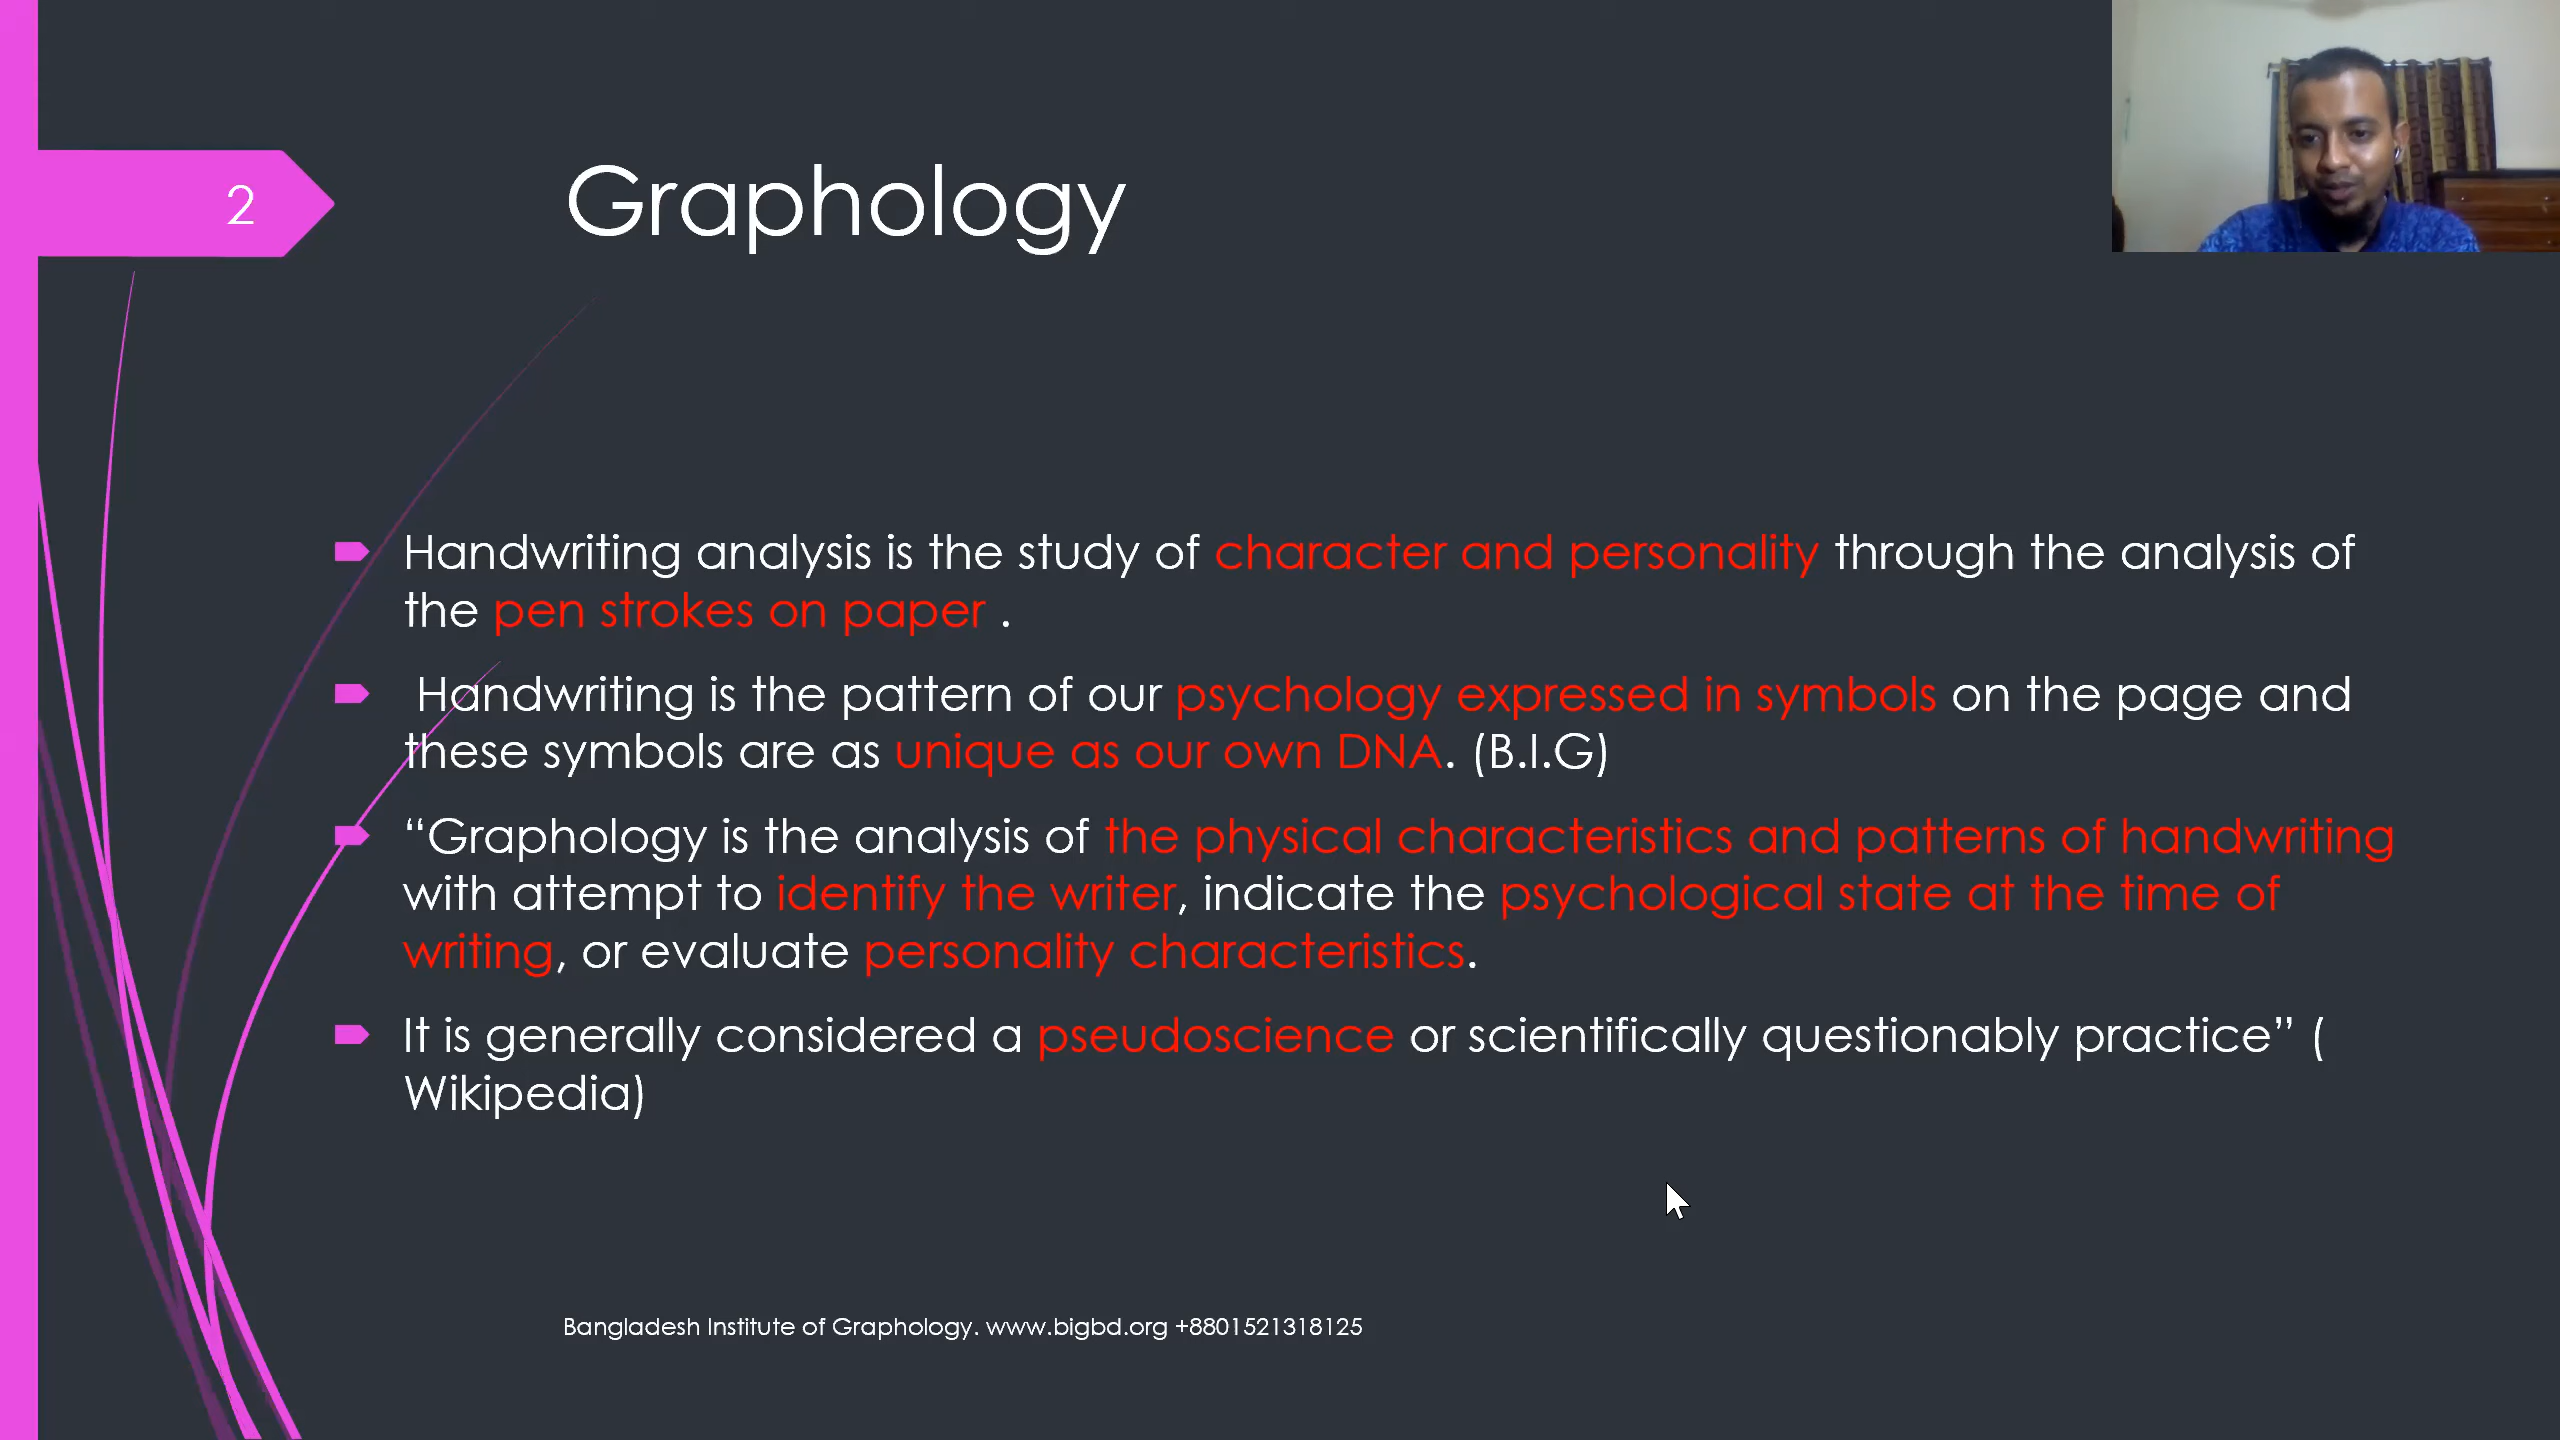 2
Graphology
Handwriting analysis is the study of character and personality through the analysis of
the pen strokes on paper .
Handwriting is the pattern of our psychology expressed in symbols on the page and
these symbols are as unique as our own DNA. (B.I.G)
“Graphology is the analysis of the physical characteristics and patterns of handwriting
with attempt to identify the writer, indicate the psychological state at the time of
writing, or evaluate personality characteristics.
It is generally considered a pseudoscience or scientifically questionably practice” (
Wikipedia)
Bangladesh Institute of Graphology. www.bigbd.org +8801521318125